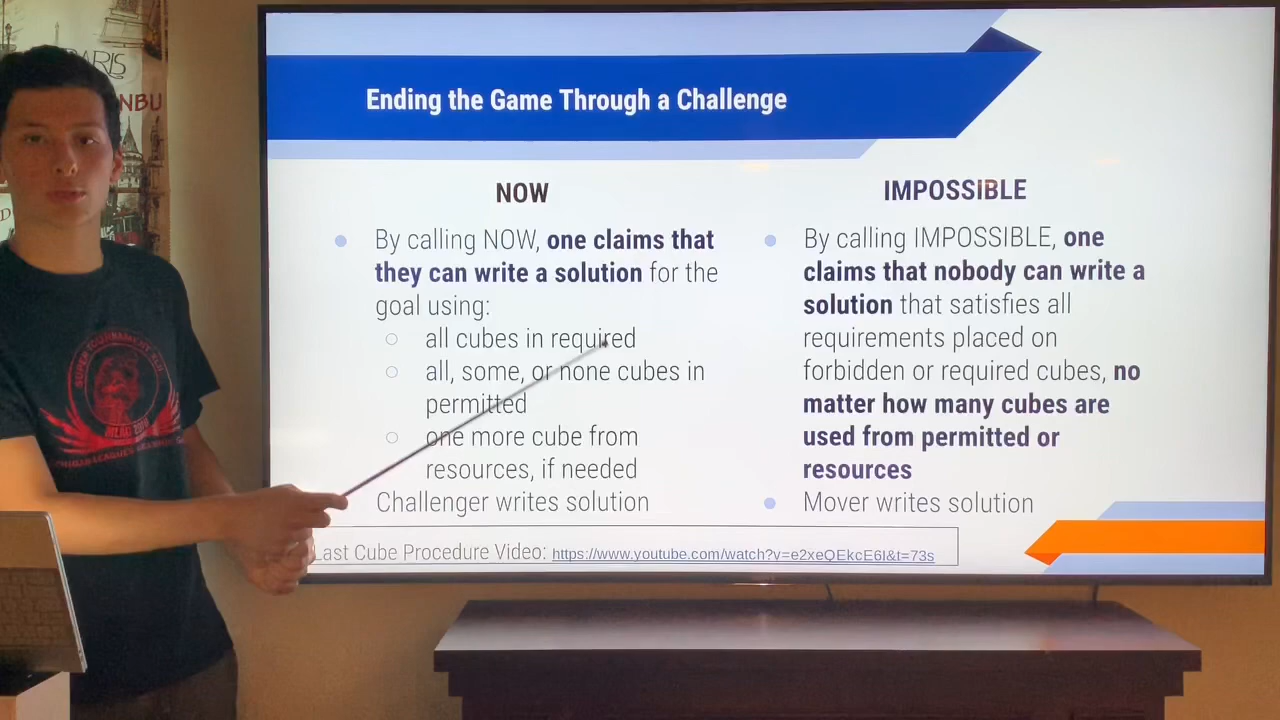 PARIS
NBU
Ending the Game Through a Challenge
NOW
By calling NOW, one claims that
they can write a solution for the
goal using:
all cubes in required
all, some, or none cubes in
permitted
one more cube from
resources, if needed
Challenger writes solution
IMPOSSIBLE
By calling IMPOSSIBLE, one
claims that nobody can write a
solution that satisfies all
requirements placed on
forbidden or required cubes, no
matter how many cubes are
used from permitted or
resources
Mover writes solution
Last Cube Procedure Video: https://www.youtube.com/watch?v=e2xeQEkcE6I&t=73s
SUPER TOURNAMENT